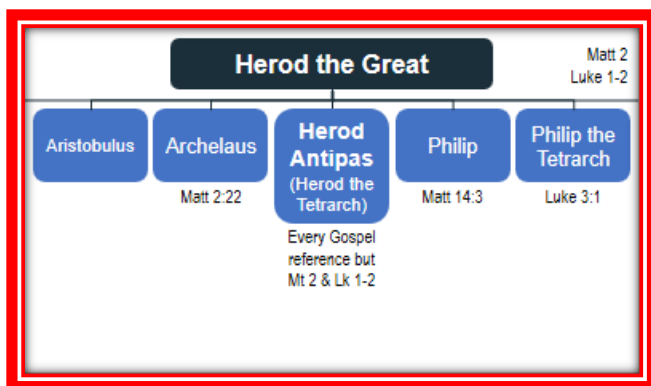 Herod the Great
Matt 2
Luke 1-2
Aristobulus
Archelaus
Matt 2:22
Herod
Antipas
(Herod the
Tetrarch)
Every Gospel
reference but
Mt 2 & Lk 1-2
Philip
Matt 14:3
Philip the
Tetrarch
Luke 3:1